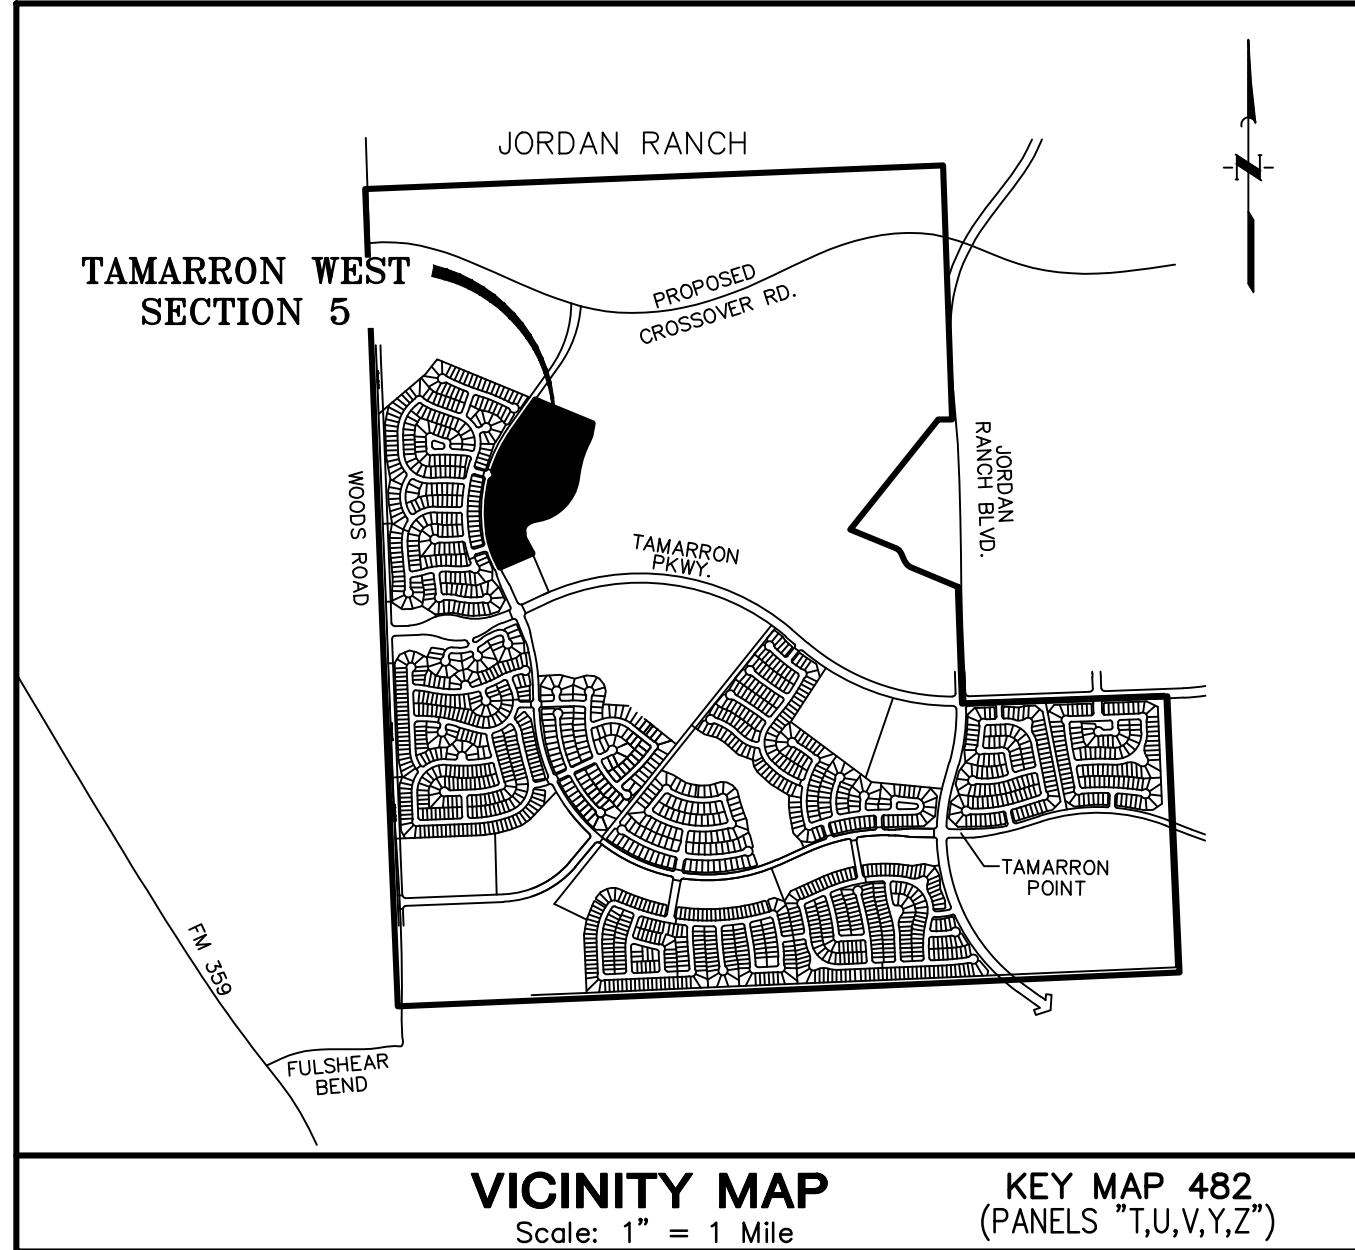 JORDAN RANCH
N
TAMARRON WEST
SECTION 5
PROPOSED
CROSSOVER RD.
JORDAN
RANCH BLVD.
WOODS ROAD
TAMARRON
PKWY.
TAMARRON
POINT
FM 359
FULSHEAR
BEND
VICINITY MAP
Scale: 1" = 1 Mile
KEY MAP 482
(PANELS "T,U,V,Y,Z")